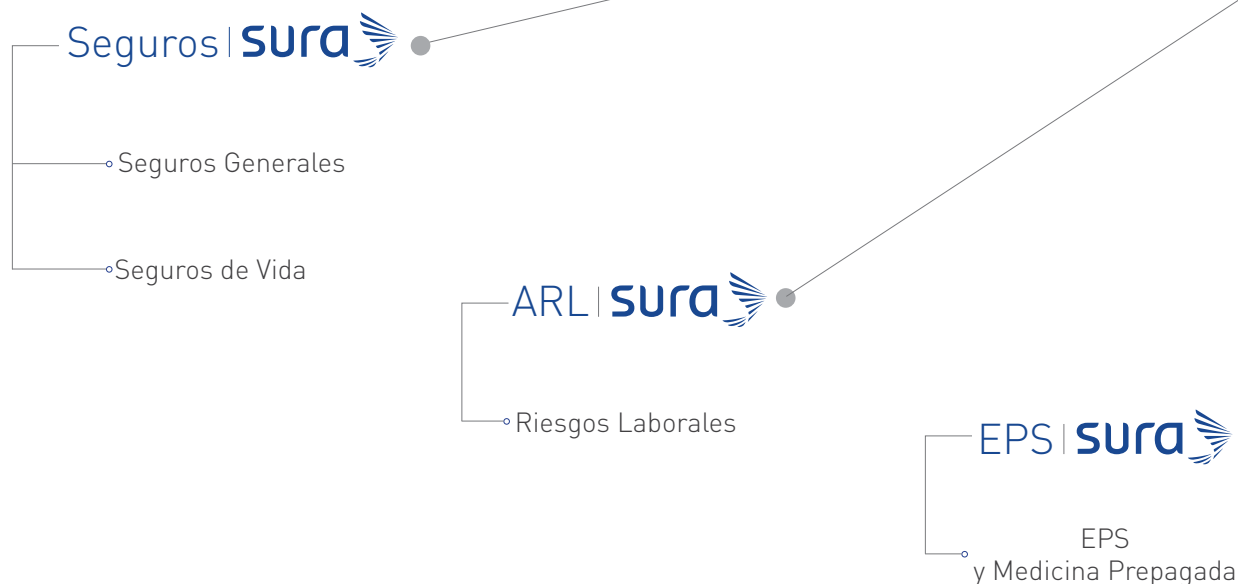 Seguros | sura
Seguros Generales
Seguros de Vida
ARL | sura
Riesgos Laborales
EPS | sura
EPS
y Medicina Prepagada